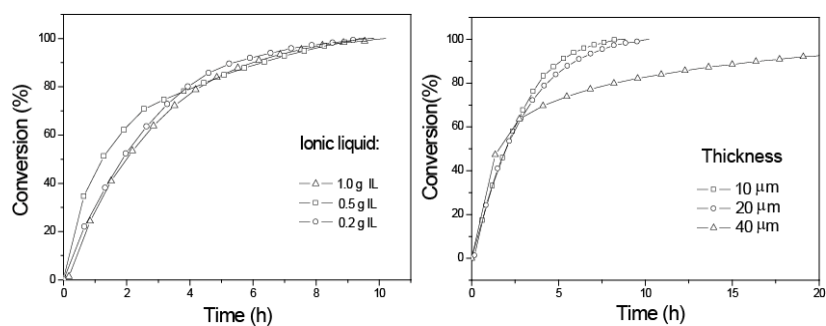 100
80
60
40
20
0
Conversion (%)
0
2
4
6
8
10
Time (h)
Ionic liquid:
1.0 g IL
0.5 g IL
0.2 g IL
100
80
60
40
20
0
Conversion(%)
0
5
10
15
20
Time (h)
Thickness
10 μm
20 μm
40 μm